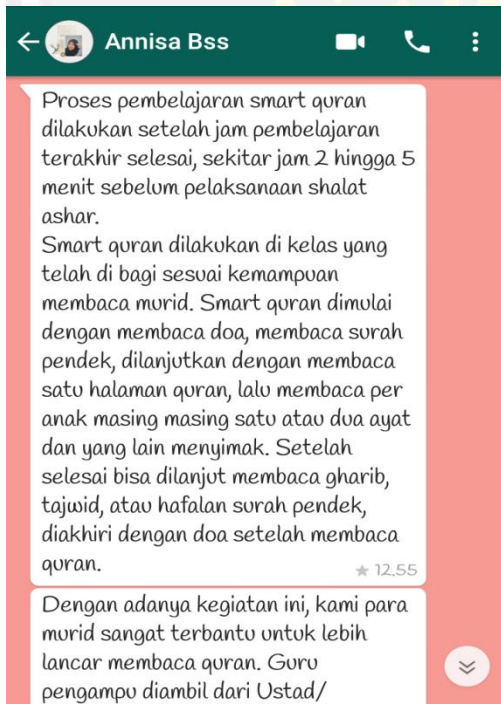 Annisa Bss
Proses pembelajaran smart quran
dilakukan setelah jam pembelajaran
terakhir selesai, sekitar jam 2 hingga 5
menit sebelum pelaksanaan shalat
ashar.
Smart quran dilakukan di kelas yang
telah di bagi sesuai kemampuan
membaca murid. Smart quran dimulai
dengan membaca doa, membaca surah
pendek, dilanjutkan dengan membaca
satu halaman quran, lalu membaca per
anak masing masing satu atau dua ayat
dan yang lain menyimak. Setelah
selesai bisa dilanjut membaca gharib,
tajwid, atau hafalan surah pendek,
diakhiri dengan doa setelah membaca
quran.
12.55
Dengan adanya kegiatan ini, kami para
murid sangat terbantu untuk lebih
lancar membaca quran. Guru
pengampu diambil dari Ustad/